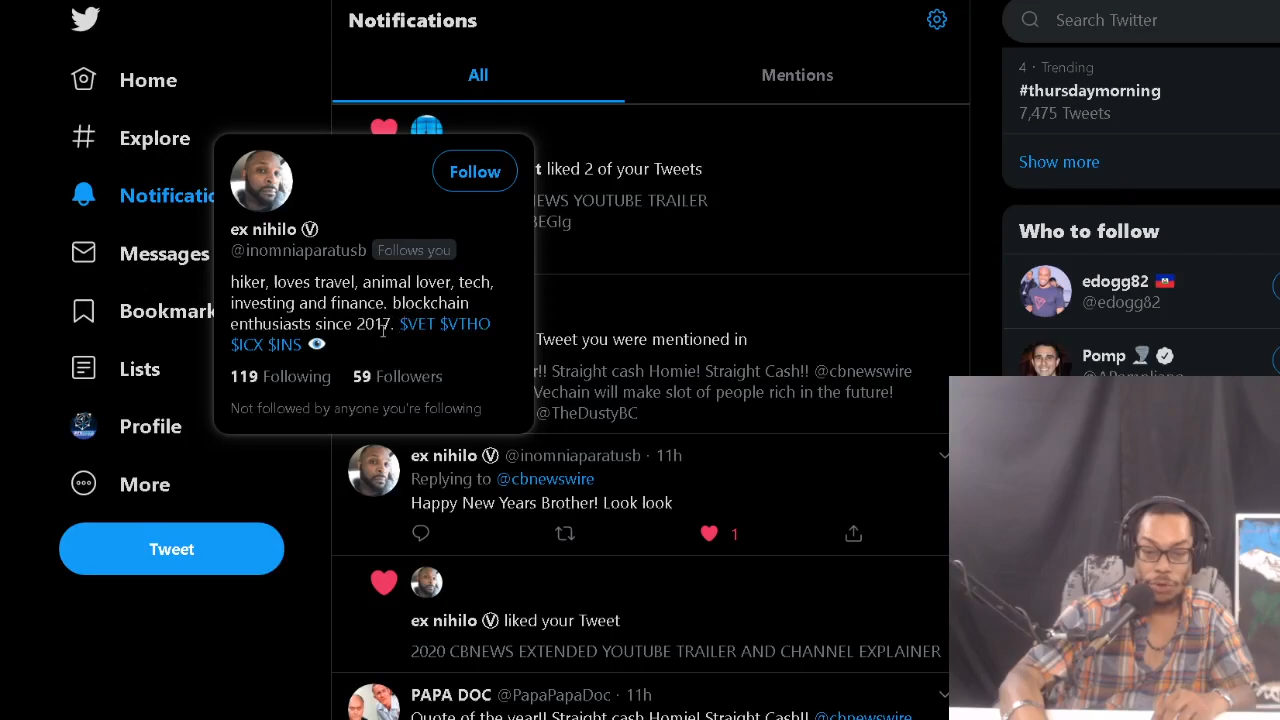 Home
Explore
Notificatio
Messages
Bookmark
Lists
Profile
More
Tweet
Notifications
All
Mentions
t liked 2 of your Tweets
EWS YOUTUBE TRAILER
BEGIg
ex nihilo Ⓥ
@inomniaparatusb Follows you
Follow
hiker, loves travel, animal lover, tech,
investing and finance. blockchain
enthusiasts since 2017. $VET $VTHO
$ICX $INS 👁
119 Following 59 Followers
Not followed by anyone you're following
Tweet you were mentioned in
r!! Straight cash Homie! Straight Cash!! @cbnewswire
Vechain will make slot of people rich in the future!
@TheDustyBC
ex nihilo Ⓥ @inomniaparatusb · 11h
Replying to @cbnewswire
Happy New Years Brother! Look look
1
ex nihilo Ⓥ liked your Tweet
2020 CBNEWS EXTENDED YOUTUBE TRAILER AND CHANNEL EXPLAINER
PAPA DOC @PapaPapaDoc · 11h
Quote of the year!! Straight cash Homie! Straight Cash!! @cbnewswire
Search Twitter
4 · Trending
#thursdaymorning
7,475 Tweets
Show more
Who to follow
edogg82 🇭🇹
@edogg82
Pomp 🌪
@APompliano